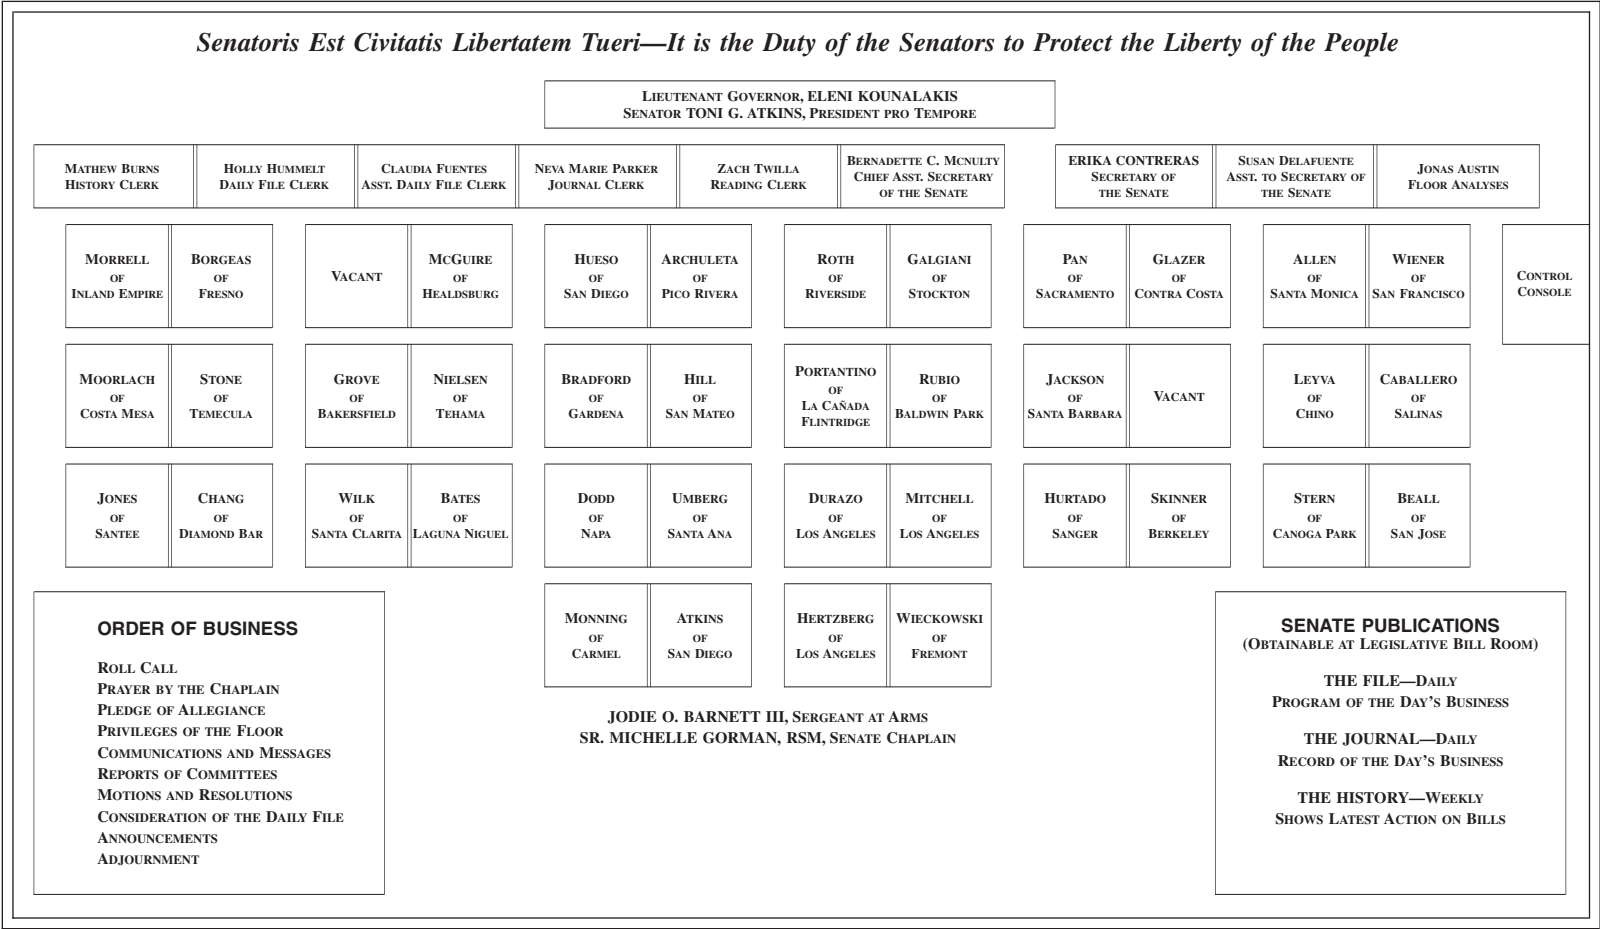 Senatoris Est Civitatis Libertatem Tueri—It is the Duty of the Senators to Protect the Liberty of the People
Lieutenant Governor, ELENI KOUNALAKIS
Senator TONI G. ATKINS, President pro Tempore
Mathew Burns
History Clerk
Holly Hummelt
Daily File Clerk
Claudia Fuentes
Asst. Daily File Clerk
Neva Marie Parker
Journal Clerk
Zach Twilla
Reading Clerk
Bernadette C. Mcnulty
Chief Asst. Secretary
of the Senate
ERIKA CONTRERAS
Secretary of
the Senate
Susan Delafuente
Asst. to Secretary of
the Senate
Jonas Austin
Floor Analyses
Morrell
of
Inland Empire
Borgeas
of
Fresno
Vacant
McGuire
of
Healdsburg
Hueso
of
San Diego
Archuleta
of
Pico Rivera
Roth
of
Riverside
Galgiani
of
Stockton
Pan
of
Sacramento
Glazer
of
Contra Costa
Allen
of
Santa Monica
Wiener
of
San Francisco
Control
Console
Moorlach
of
Costa Mesa
Stone
of
Temecula
Grove
of
Bakersfield
Nielsen
of
Tehama
Bradford
of
Gardena
Hill
of
San Mateo
Portantino
of
La Cañada
Flintridge
Rubio
of
Baldwin Park
Jackson
of
Santa Barbara
Vacant
Leyva
of
Chino
Caballero
of
Salinas
Jones
of
Santee
Chang
of
Diamond Bar
Wilk
of
Santa Clarita
Bates
of
Laguna Niguel
Dodd
of
Napa
Umberg
of
Santa Ana
Durazo
of
Los Angeles
Mitchell
of
Los Angeles
Hurtado
of
Sanger
Skinner
of
Berkeley
Stern
of
Canoga Park
Beall
of
San Jose
Monning
of
Carmel
Atkins
of
San Diego
Hertzberg
of
Los Angeles
Wieckowski
of
Fremont
JODIE O. BARNETT III, Sergeant at Arms
SR. MICHELLE GORMAN, RSM, Senate Chaplain
ORDER OF BUSINESS
Roll Call
Prayer by the Chaplain
Pledge of Allegiance
Privileges of the Floor
Communications and Messages
Reports of Committees
Motions and Resolutions
Consideration of the Daily File
Announcements
Adjournment
SENATE PUBLICATIONS
(Obtainable at Legislative Bill Room)
THE FILE—Daily
Program of the Day's Business
THE JOURNAL—Daily
Record of the Day's Business
THE HISTORY—Weekly
Shows Latest Action on Bills